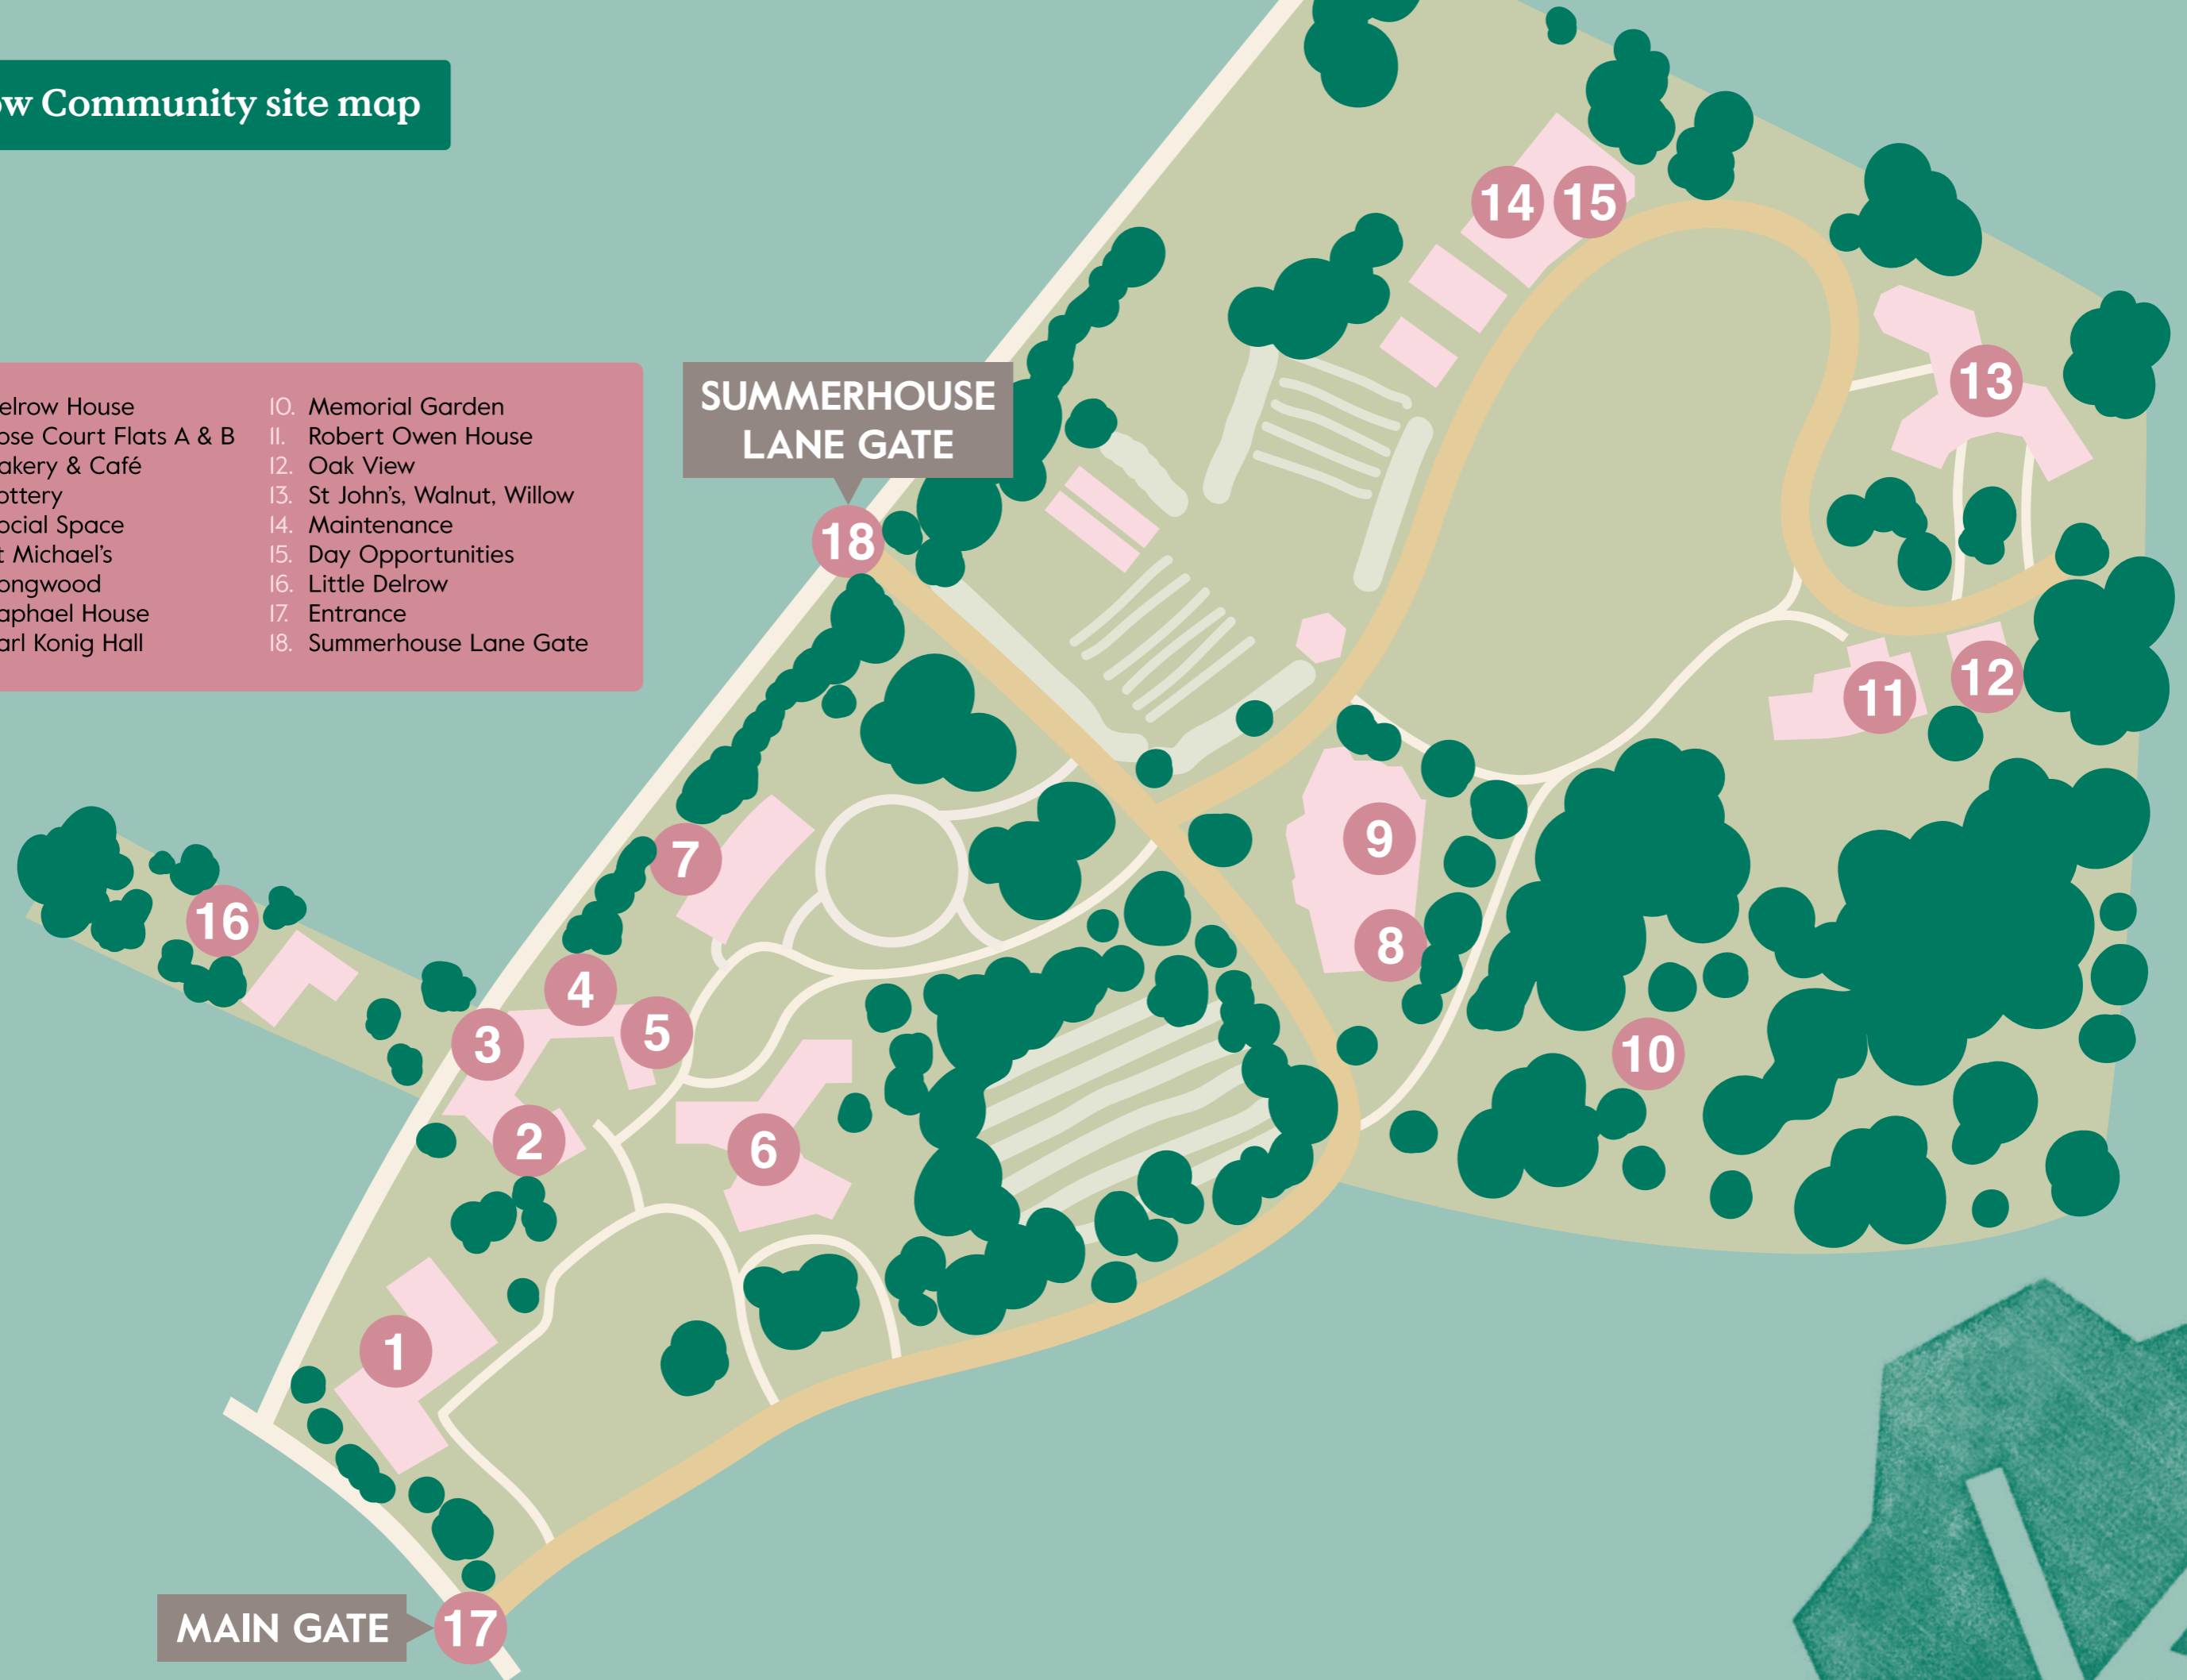 ow Community site map
elrow House
ose Court Flats A & B
akery & Café
ottery
ocial Space
t Michael's
ongwood
aphael House
arl Konig Hall
10. Memorial Garden
11. Robert Owen House
12. Oak View
13. St John's, Walnut, Willow
14. Maintenance
15. Day Opportunities
16. Little Delrow
17. Entrance
18. Summerhouse Lane Gate
SUMMERHOUSE
LANE GATE
14 15
13
18
12
11
9
7
16
8
4
5
3
10
2
6
1
MAIN GATE
17